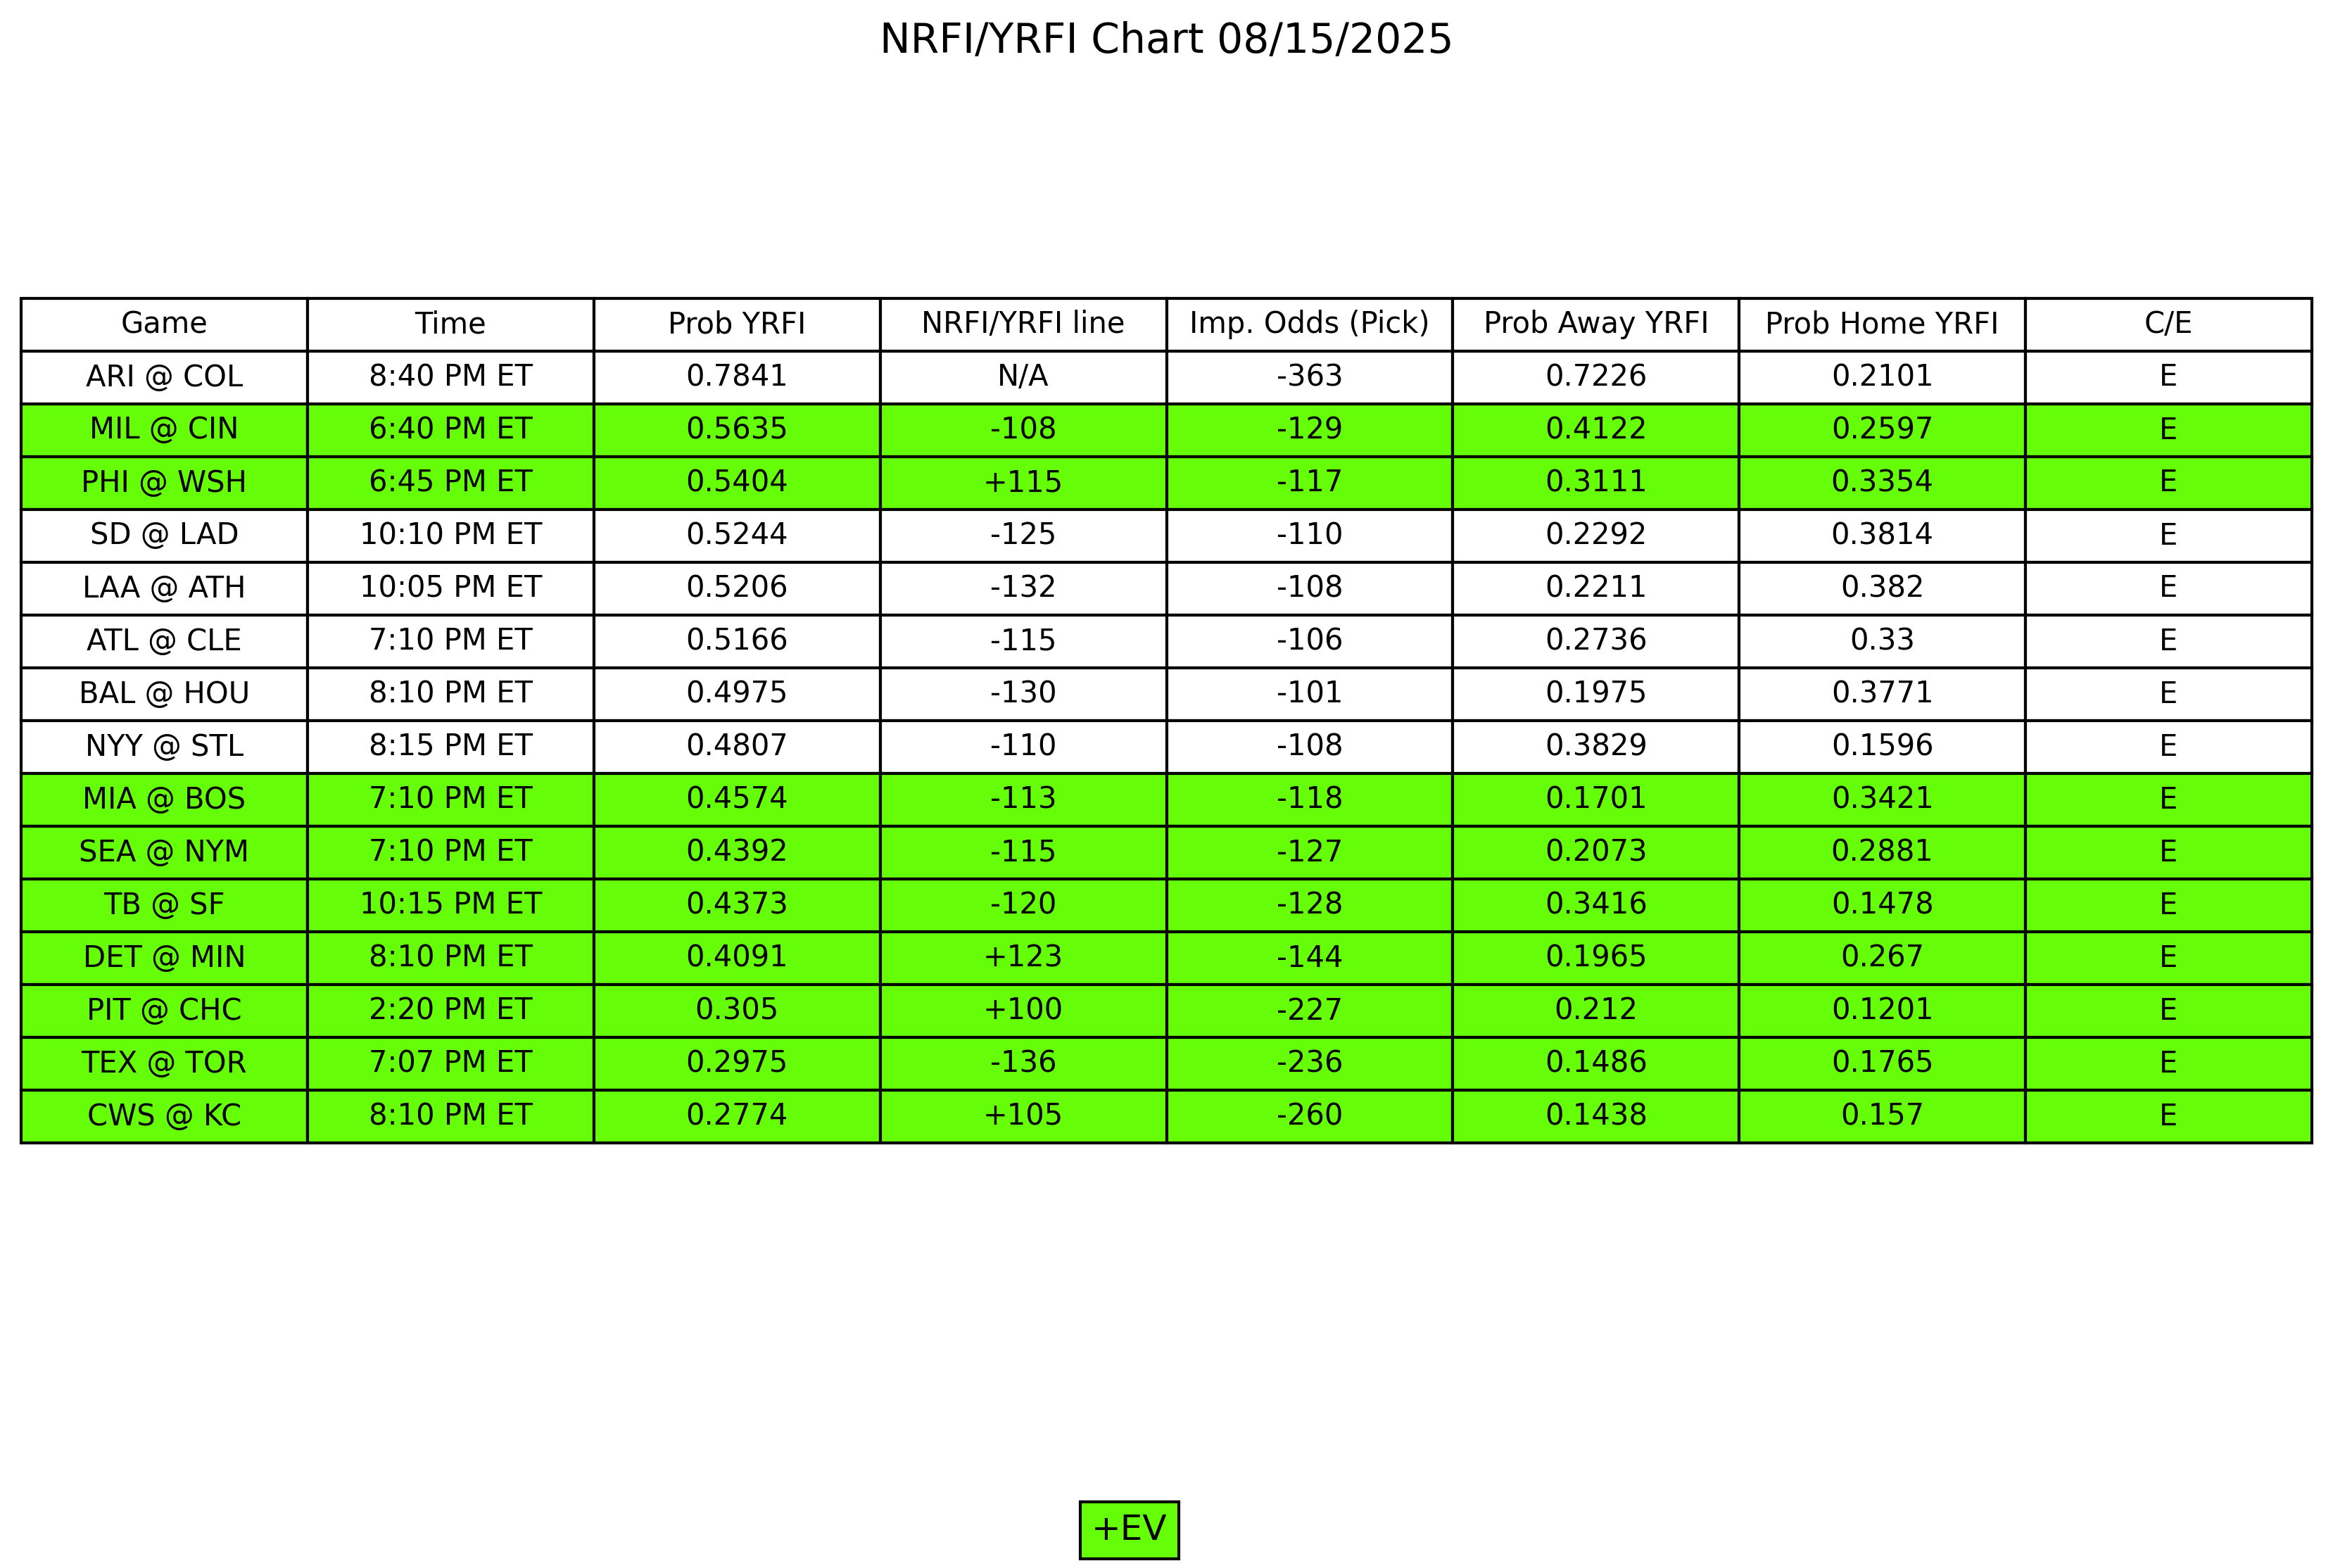 NRFI/YRFI Chart 08/15/2025
Game Time Prob YRFI NRFI/YRFI line Imp. Odds (Pick) Prob Away YRFI Prob Home YRFI C/E
ARI @ COL 8:40 PM ET 0.7841 N/A -363 0.7226 0.2101 E
MIL @ CIN 6:40 PM ET 0.5635 -108 -129 0.4122 0.2597 E
PHI @ WSH 6:45 PM ET 0.5404 +115 -117 0.3111 0.3354 E
SD @ LAD 10:10 PM ET 0.5244 -125 -110 0.2292 0.3814 E
LAA @ ATH 10:05 PM ET 0.5206 -132 -108 0.2211 0.382 E
ATL @ CLE 7:10 PM ET 0.5166 -115 -106 0.2736 0.33 E
BAL @ HOU 8:10 PM ET 0.4975 -130 -101 0.1975 0.3771 E
NYY @ STL 8:15 PM ET 0.4807 -110 -108 0.3829 0.1596 E
MIA @ BOS 7:10 PM ET 0.4574 -113 -118 0.1701 0.3421 E
SEA @ NYM 7:10 PM ET 0.4392 -115 -127 0.2073 0.2881 E
TB @ SF 10:15 PM ET 0.4373 -120 -128 0.3416 0.1478 E
DET @ MIN 8:10 PM ET 0.4091 +123 -144 0.1965 0.267 E
PIT @ CHC 2:20 PM ET 0.305 +100 -227 0.212 0.1201 E
TEX @ TOR 7:07 PM ET 0.2975 -136 -236 0.1486 0.1765 E
CWS @ KC 8:10 PM ET 0.2774 +105 -260 0.1438 0.157 E
+EV